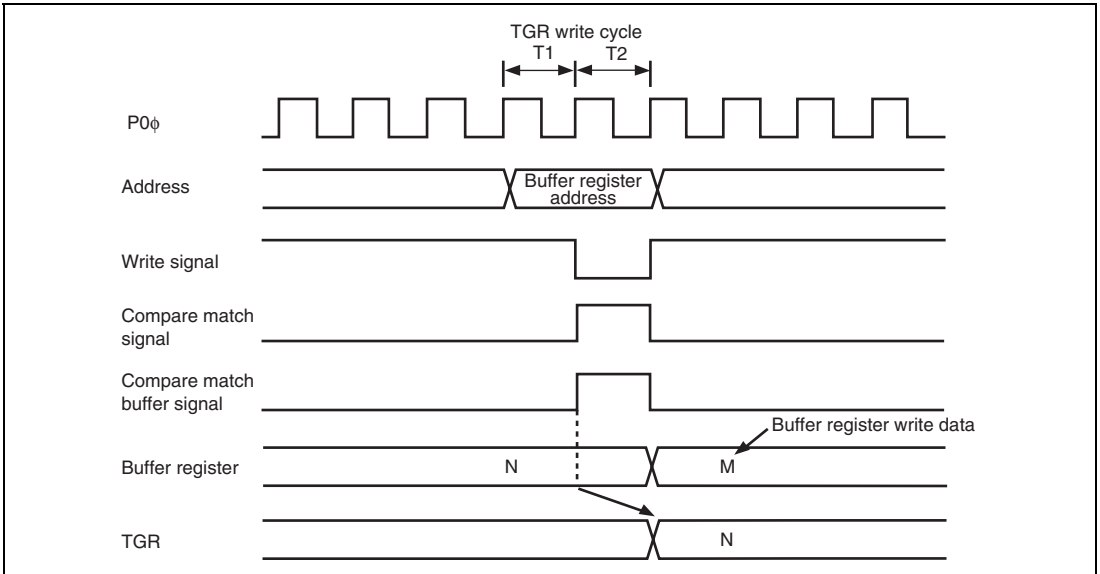 TGR write cycle
T1 T2
P0ϕ
Address
Buffer register
address
Write signal
Compare match
signal
Compare match
buffer signal
Buffer register write data
Buffer register
N M
TGR
N